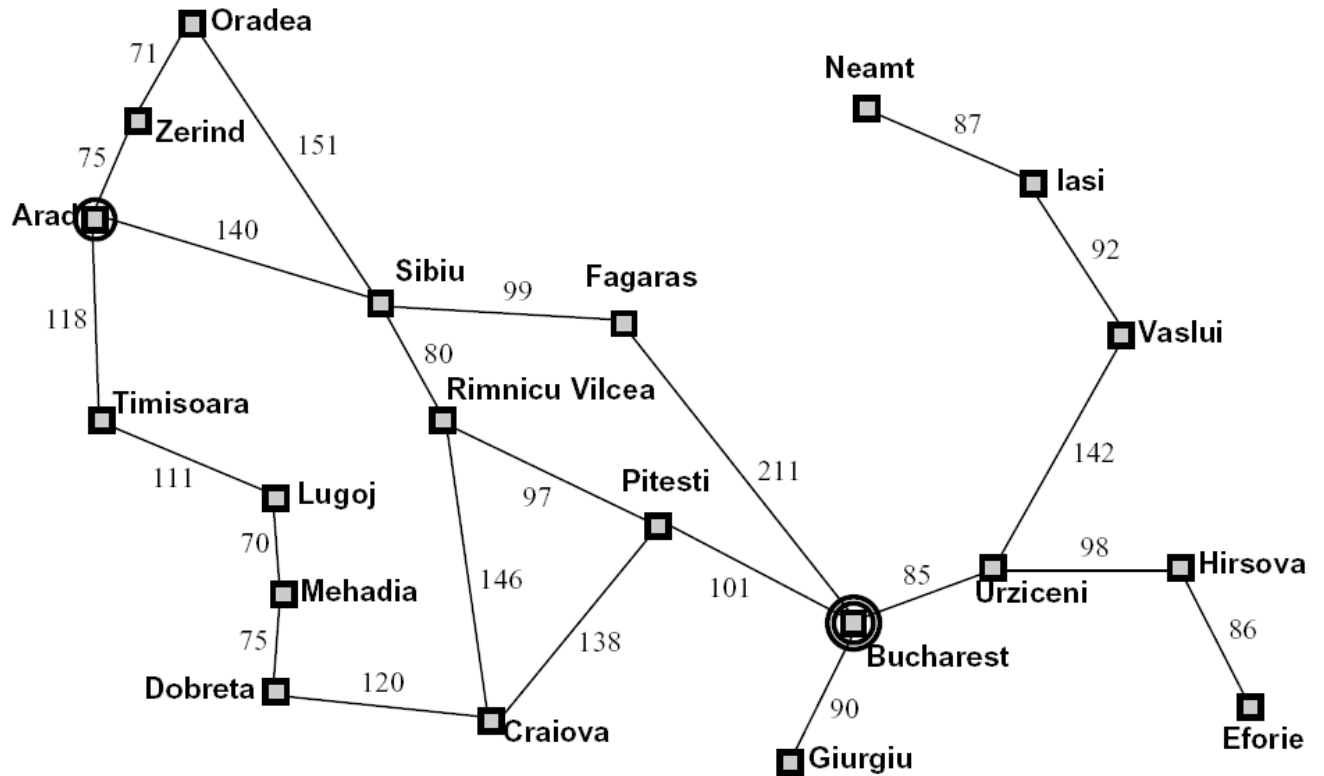 Oradea
71
Neamt
87
Zerind
151
75
Iasi
Arad
140
92
Sibiu
Fagaras
99
118
Vaslui
80
Timisoara
Rimnicu Vilcea
142
111
211
Lugoj
97
Pitesti
70
98
Hirsova
146
101
85
Mehadia
Urziceni
86
75
138
Bucharest
Dobreta
120
90
Craiova
Eforie
Giurgiu